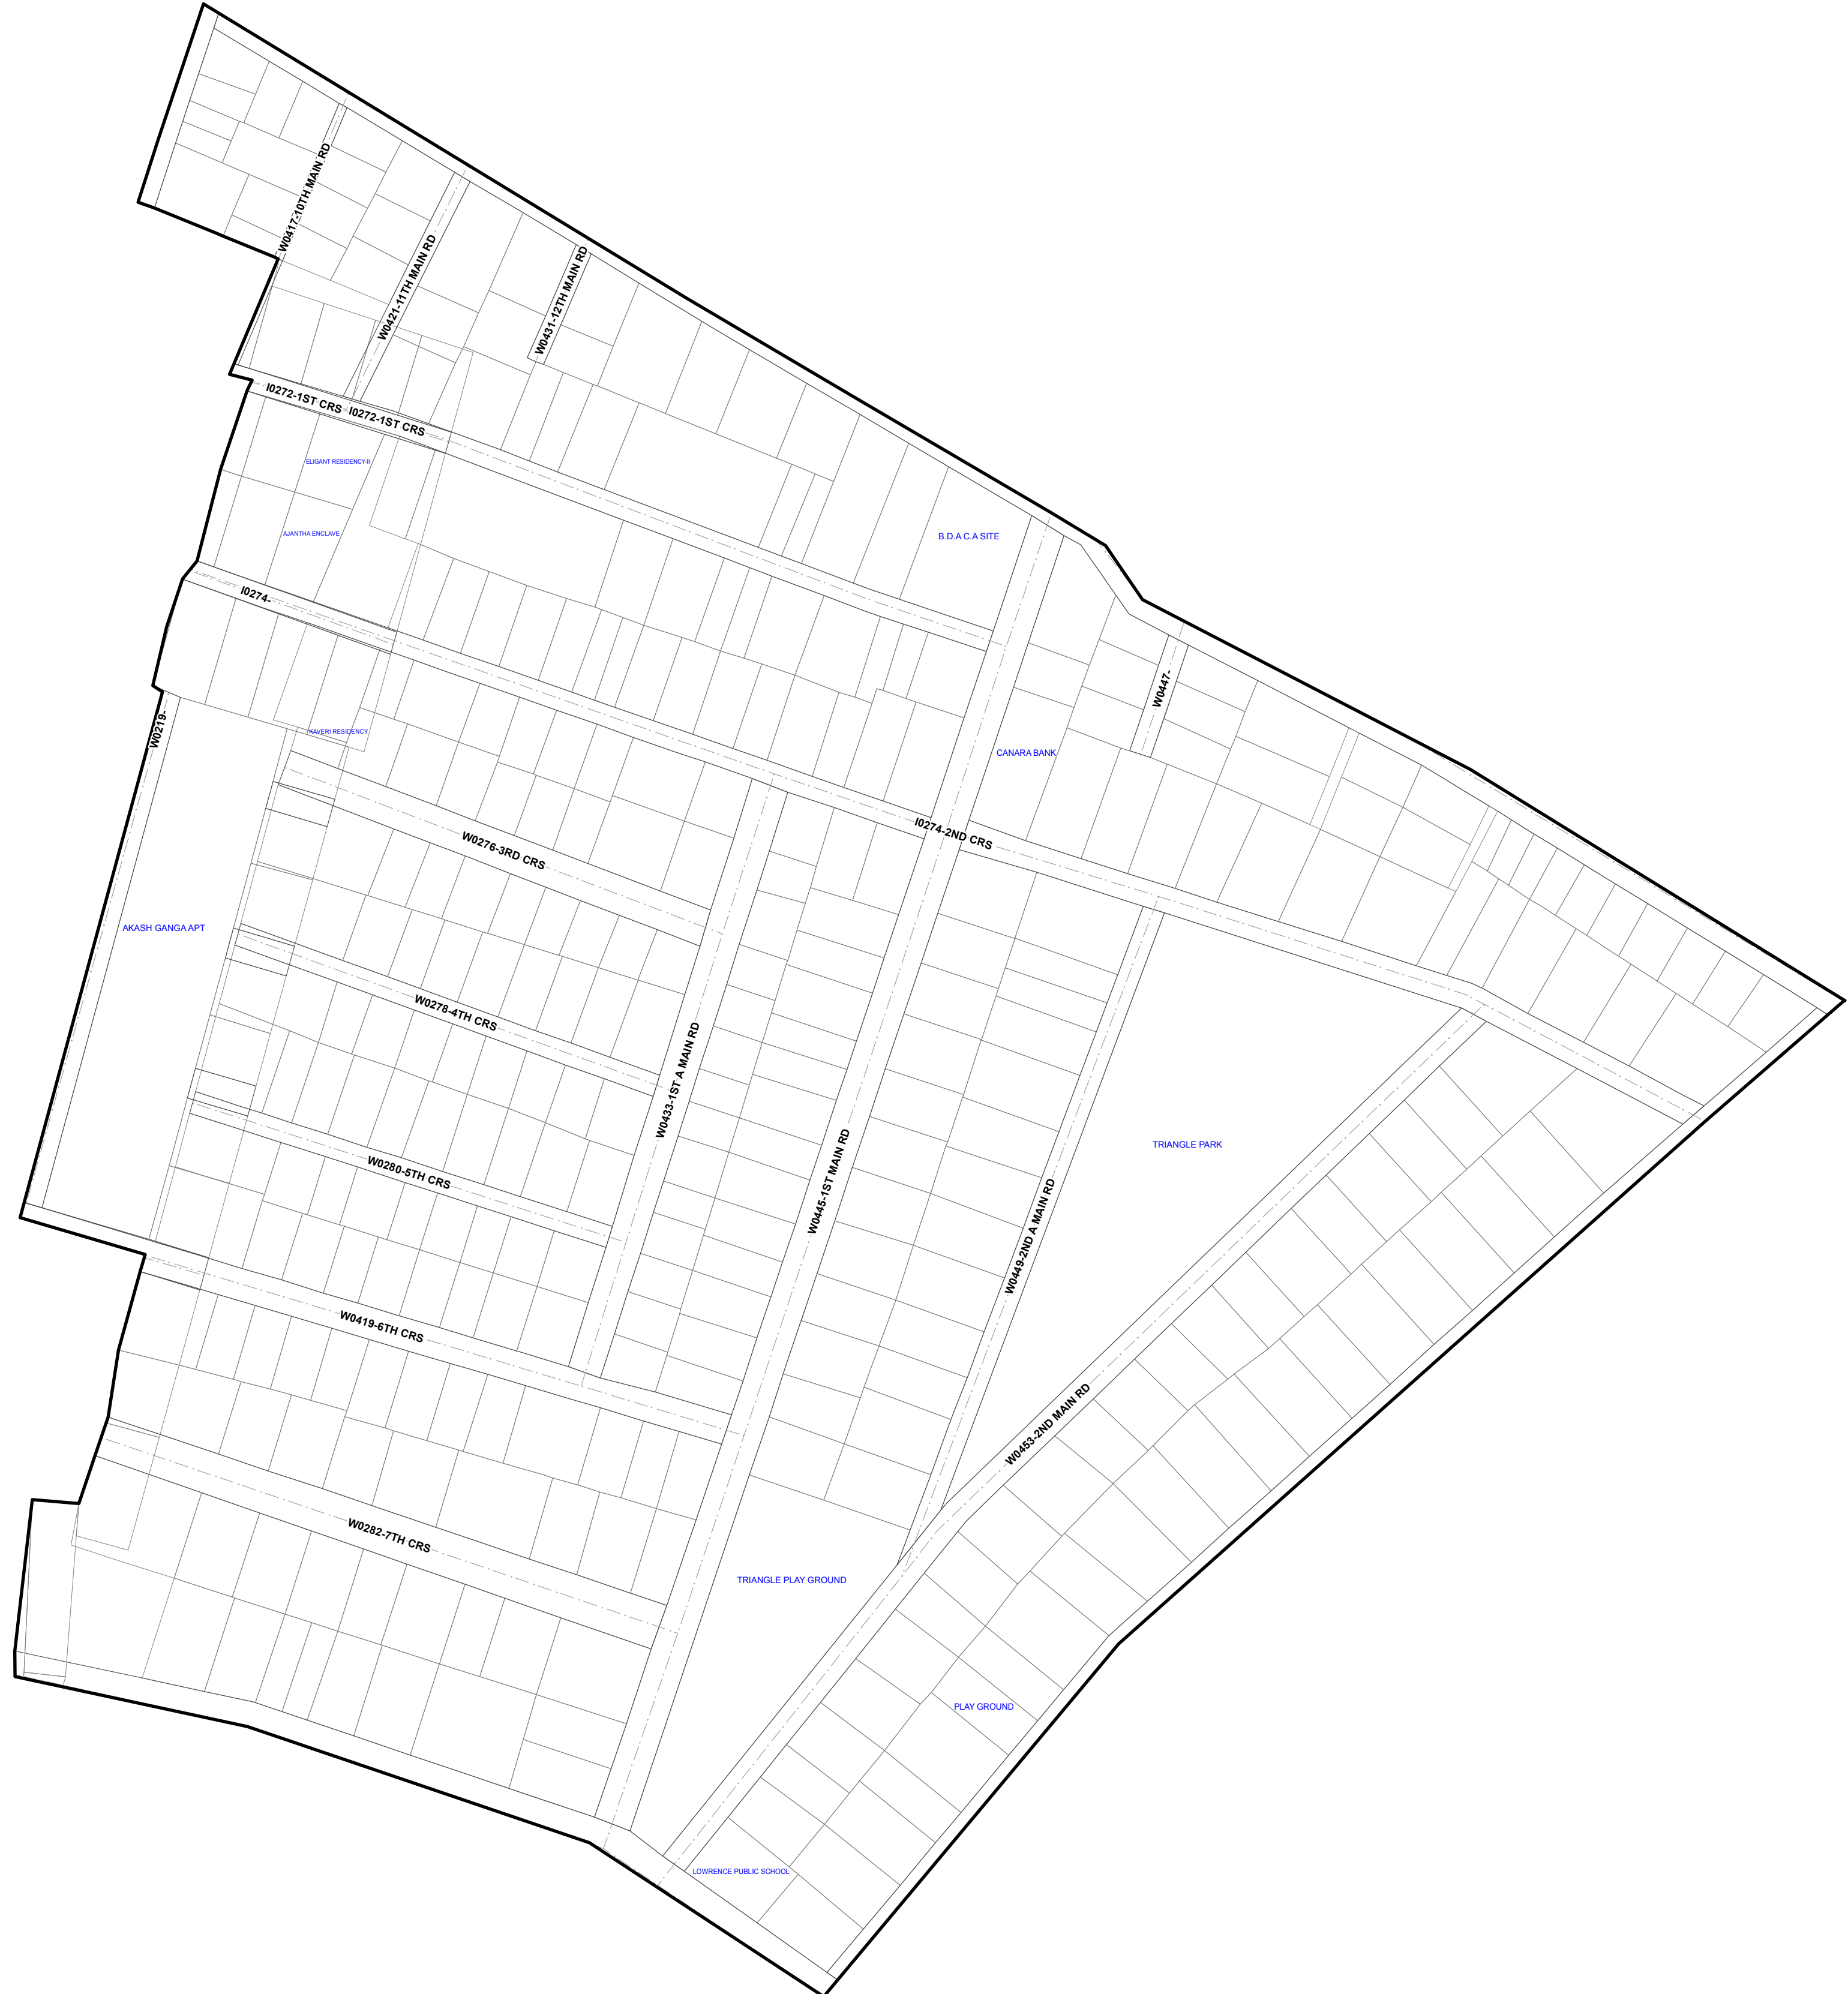 W0417-10TH MAIN RD
W0421-11TH MAIN RD
W0431-12TH MAIN RD
I0272-1ST CRS
I0272-1ST CRS
ELIGANT RESIDENCY-II
AJANTHA ENCLAVE
B.D.A C.A SITE
I0274-
W0447-
W0219-
KAVERI RESIDENCY
CANARA BANK
I0274-2ND CRS
W0276-3RD CRS
AKASH GANGA APT
W0278-4TH CRS
W0433-1ST A MAIN RD
TRIANGLE PARK
W0280-5TH CRS
W0445-1ST MAIN RD
W0449-2ND A MAIN RD
W0419-6TH CRS
W0453-2ND MAIN RD
W0282-7TH CRS
TRIANGLE PLAY GROUND
PLAY GROUND
LOWRENCE PUBLIC SCHOOL